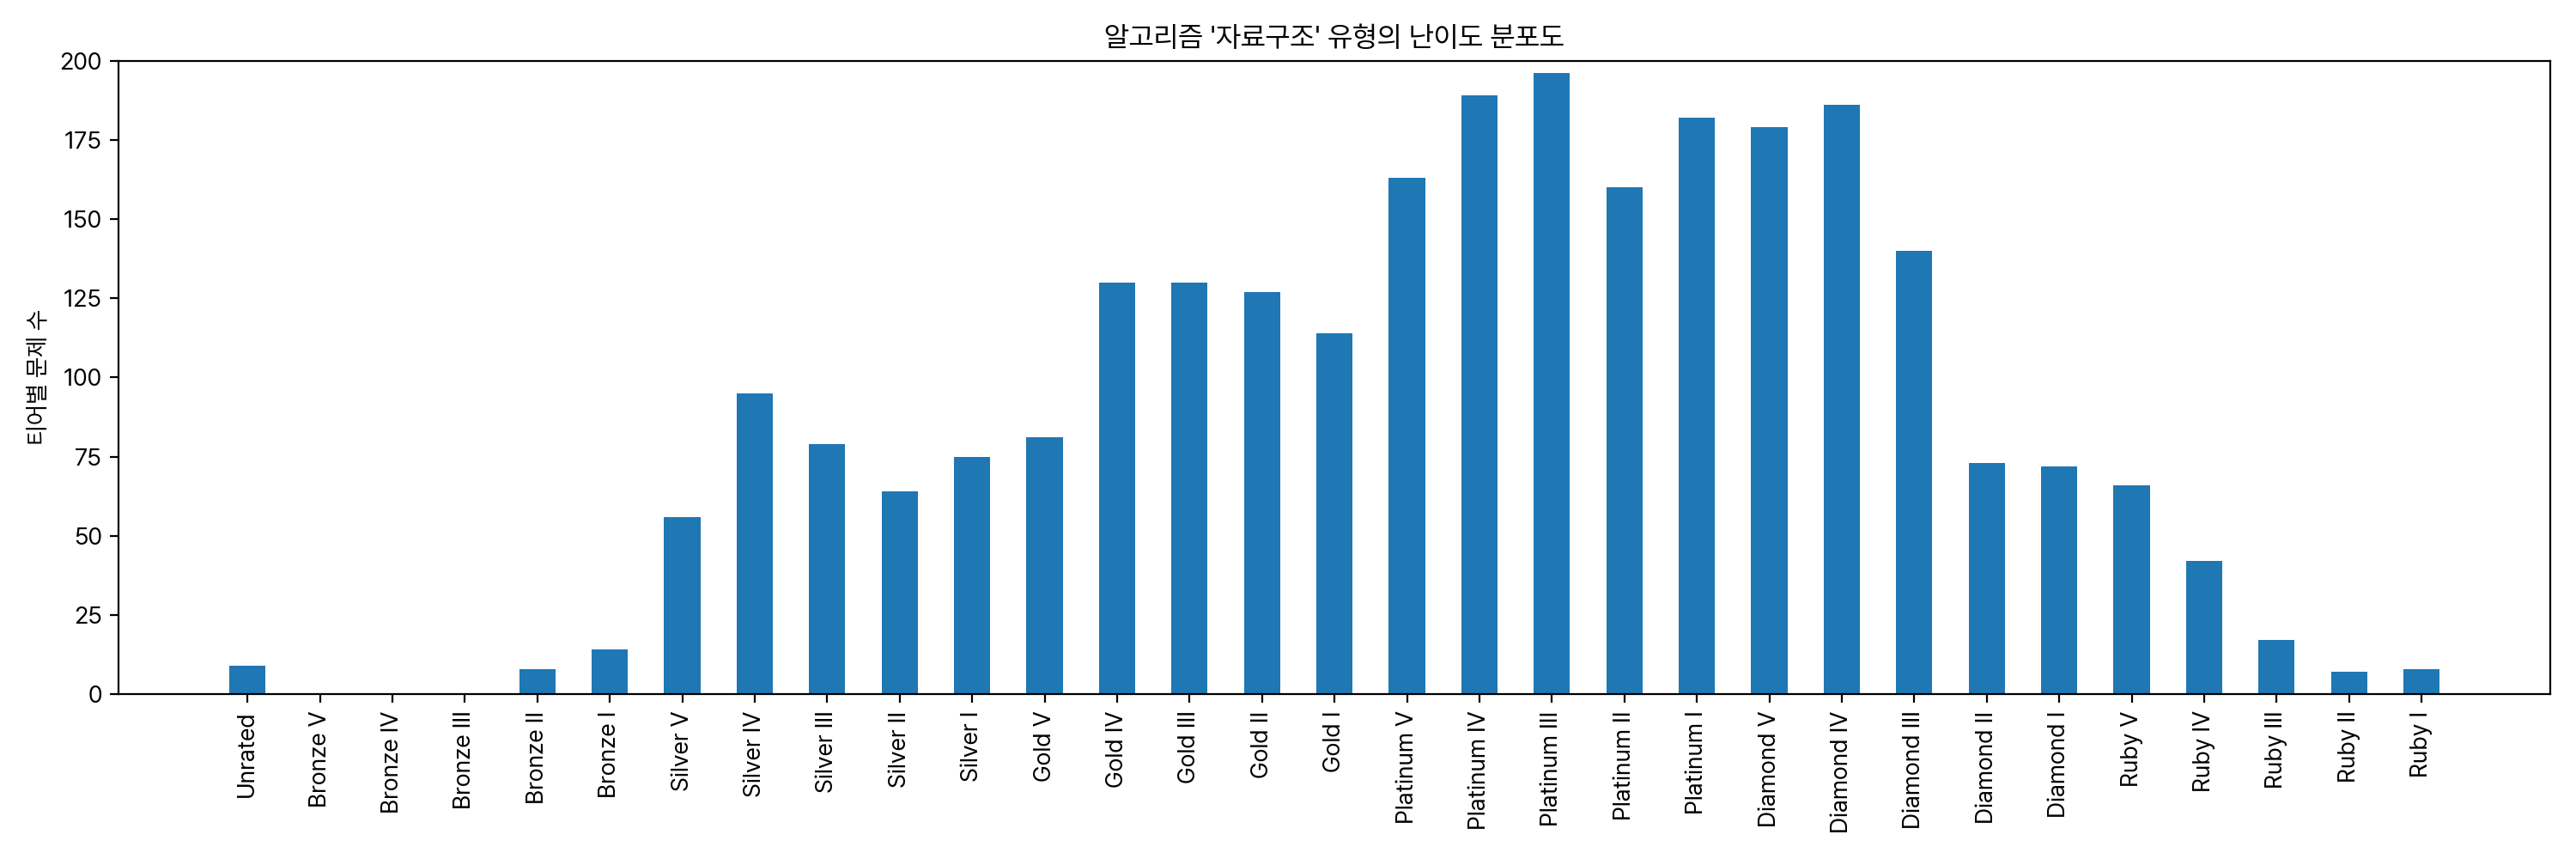 알고리즘 '자료구조' 유형의 난이도 분포도
티어별 문제 수
200
175
150
125
100
75
50
25
0
Unrated
Bronze V
Bronze IV
Bronze III
Bronze II
Bronze I
Silver V
Silver IV
Silver III
Silver II
Silver I
Gold V
Gold IV
Gold III
Gold II
Gold I
Platinum V
Platinum IV
Platinum III
Platinum II
Platinum I
Diamond V
Diamond IV
Diamond III
Diamond II
Diamond I
Ruby V
Ruby IV
Ruby III
Ruby II
Ruby I